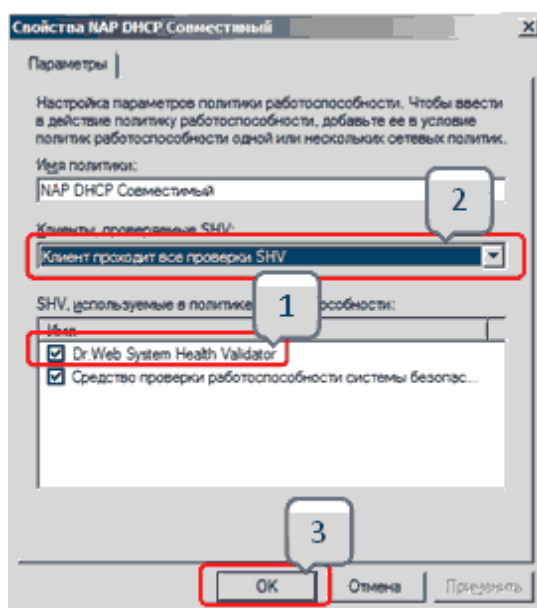 Свойства NAP DHCP Совместимый
Параметры
Настройка параметров политики работоспособности. Чтобы ввести
в действие политику работоспособности, добавьте ее в условие
политик работоспособности одной или нескольких сетевых политик.
Имя политики:
NAP DHCP Совместимый
2
Клиенты, проверяемые SHV:
Клиент проходит все проверки SHV
1
SHV, используемые в политике особности:
Имя
Dr.Web System Health Validator
Средство проверки работоспособности системы безопас...
3
OK Отмена Применить